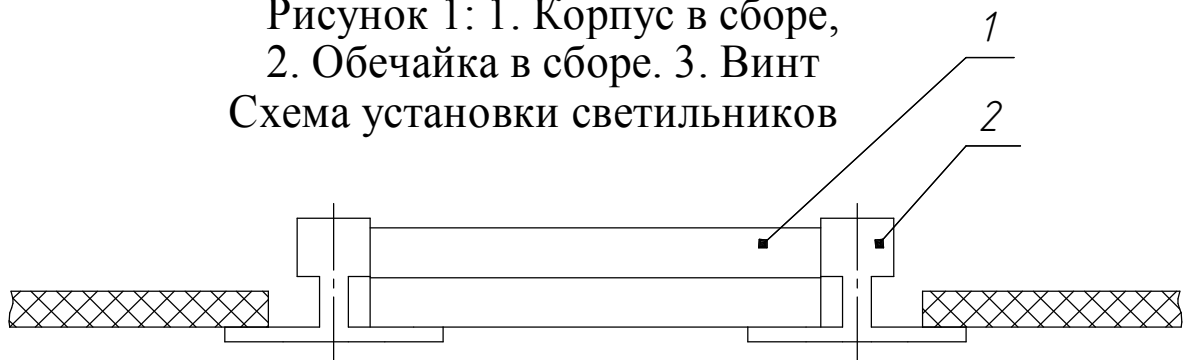 Рисунок 1: 1. Корпус в сборе,
2. Обечайка в сборе. 3. Винт
Схема установки светильников
1
2